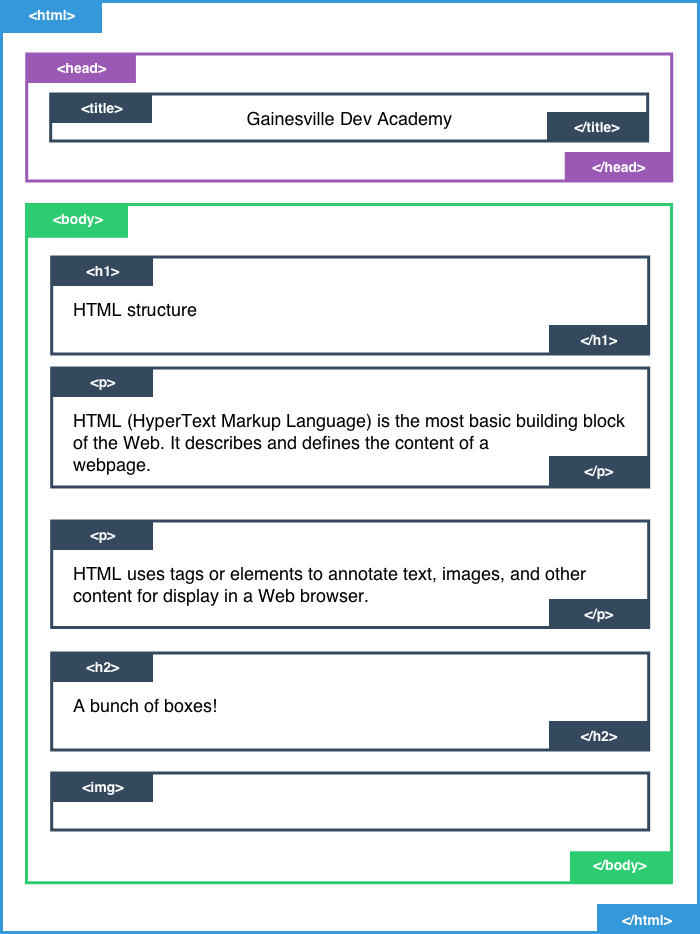 <html>
<head>
<title>
Gainesville Dev Academy
</title>
</head>
<body>
<h1>
HTML structure
</h1>
<p>
HTML (HyperText Markup Language) is the most basic building block
of the Web. It describes and defines the content of a
webpage.
</p>
<p>
HTML uses tags or elements to annotate text, images, and other
content for display in a Web browser.
</p>
<h2>
A bunch of boxes!
</h2>
<img>
</body>
</html>